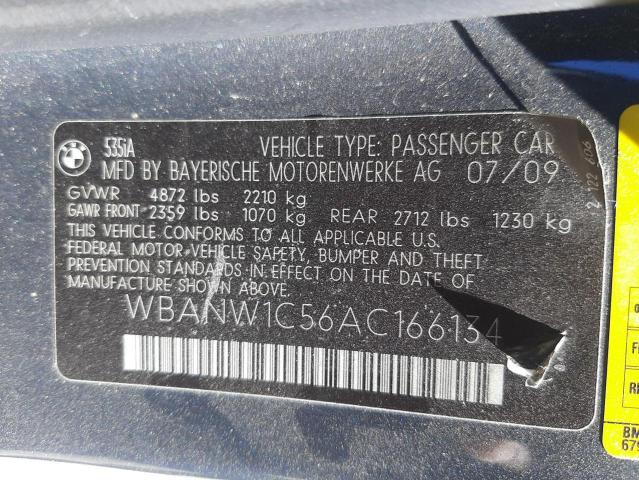 BMW
535iA
VEHICLE TYPE: PASSENGER CAR
MFD BY BAYERISCHE MOTORENWERKE AG 07/09
GVWR 4872 lbs 2210 kg
GAWR FRONT 2359 lbs 1070 kg REAR 2712 lbs 1230 kg
THIS VEHICLE CONFORMS TO ALL APPLICABLE U.S.
FEDERAL MOTOR VEHICLE SAFETY, BUMPER AND THEFT
PREVENTION STANDARDS IN EFFECT ON THE DATE OF
MANUFACTURE SHOWN ABOVE.
WBANW1C56AC166134
BM